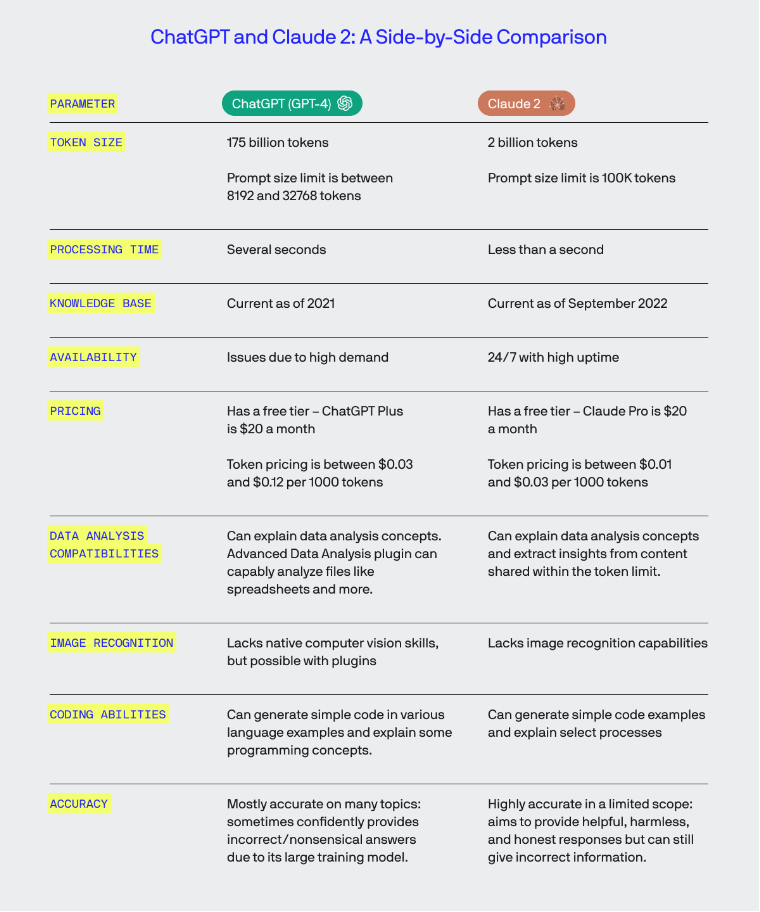 ChatGPT and Claude 2: A Side-by-Side Comparison
PARAMETER
ChatGPT (GPT-4)
Claude 2
TOKEN SIZE
175 billion tokens
Prompt size limit is between
8192 and 32768 tokens
2 billion tokens
Prompt size limit is 100K tokens
PROCESSING TIME
Several seconds
Less than a second
KNOWLEDGE BASE
Current as of 2021
Current as of September 2022
AVAILABILITY
Issues due to high demand
24/7 with high uptime
PRICING
Has a free tier – ChatGPT Plus
is $20 a month
Token pricing is between $0.03
and $0.12 per 1000 tokens
Has a free tier – Claude Pro is $20
a month
Token pricing is between $0.01
and $0.03 per 1000 tokens
DATA ANALYSIS
COMPATIBILITIES
Can explain data analysis concepts.
Advanced Data Analysis plugin can
capably analyze files like
spreadsheets and more.
Can explain data analysis concepts
and extract insights from content
shared within the token limit.
IMAGE RECOGNITION
Lacks native computer vision skills,
but possible with plugins
Lacks image recognition capabilities
CODING ABILITIES
Can generate simple code in various
language examples and explain some
programming concepts.
Can generate simple code examples
and explain select processes
ACCURACY
Mostly accurate on many topics:
sometimes confidently provides
incorrect/nonsensical answers
due to its large training model.
Highly accurate in a limited scope:
aims to provide helpful, harmless,
and honest responses but can still
give incorrect information.